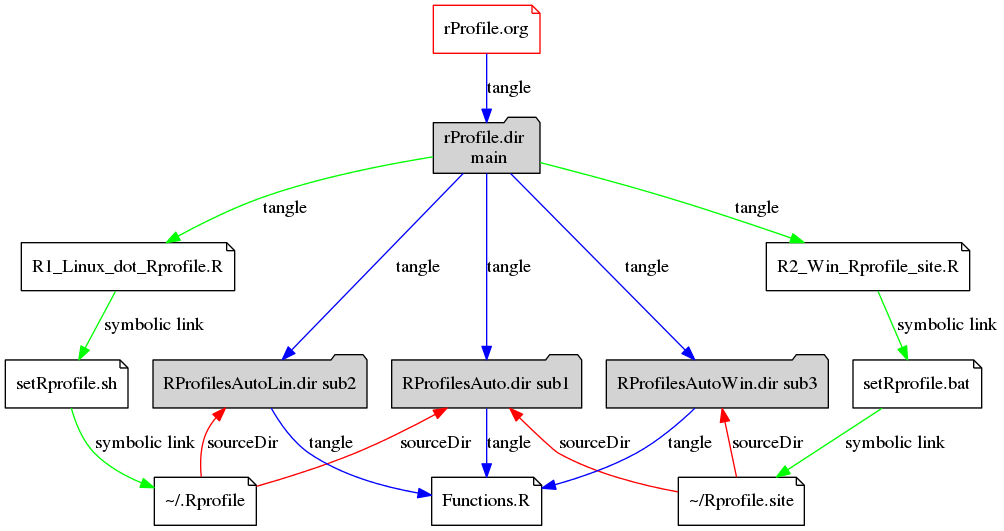 rProfile.org
tangle
rProfile.dir
main
tangle
tangle
R1_Linux_dot_Rprofile.R
tangle
tangle
tangle
R2_Win_Rprofile_site.R
symbolic link
symbolic link
setRprofile.sh
RProfilesAutoLin.dir sub2
RProfilesAuto.dir sub1
RProfilesAutoWin.dir sub3
setRprofile.bat
symbolic link
sourceDir
tangle
sourceDir
tangle
sourceDir
tangle
sourceDir
symbolic link
~/.Rprofile
Functions.R
~/Rprofile.site